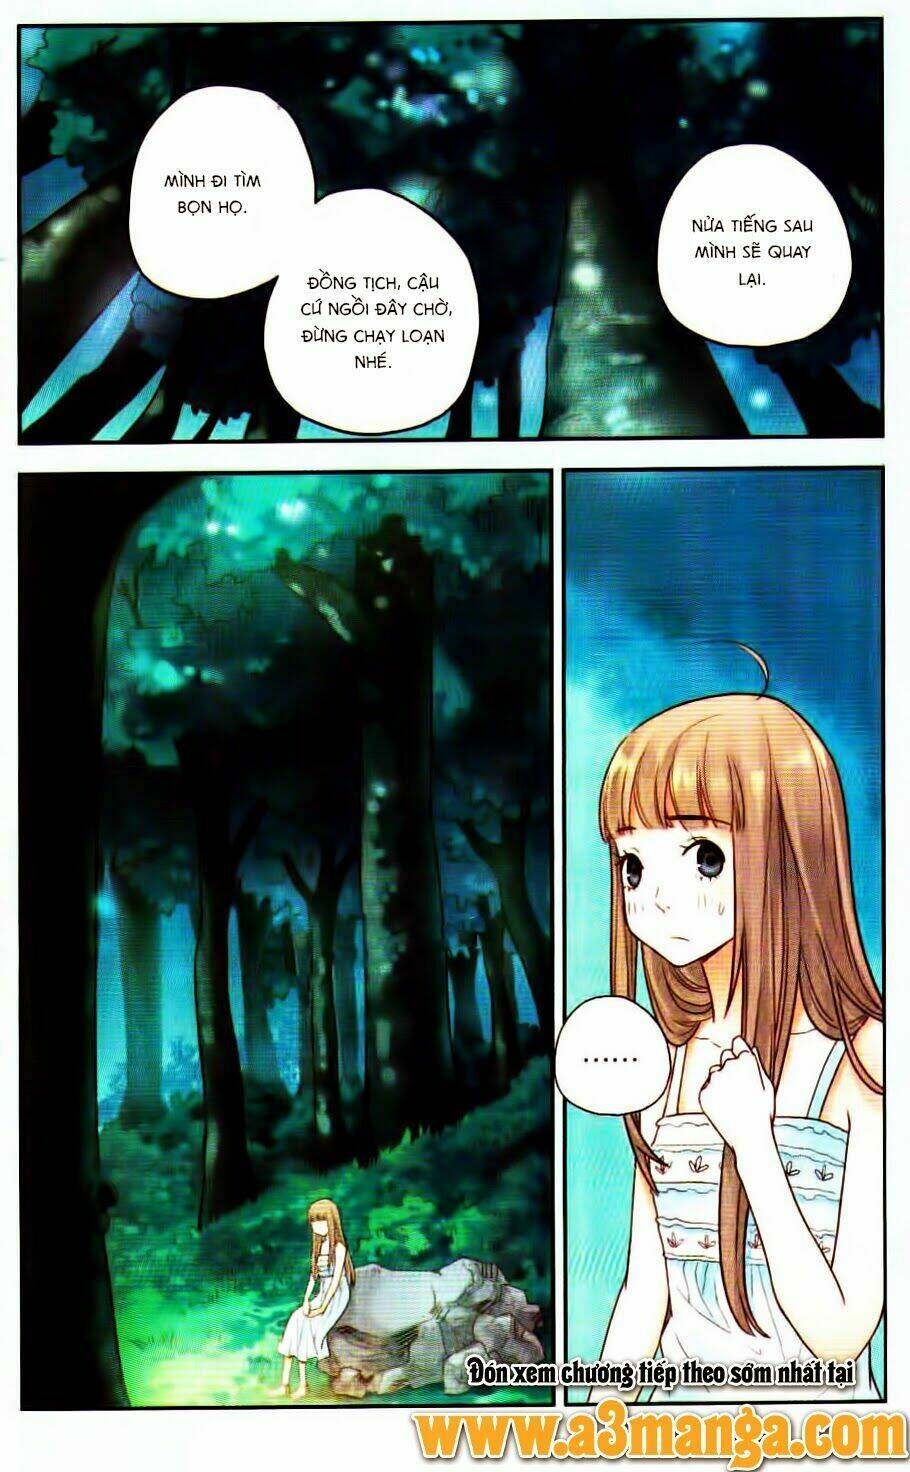 MÌNH ĐI TÌM
BỌN HỌ.
ĐỒNG TỊCH, CẬU
CỨ NGỒI ĐÂY CHỜ,
ĐỪNG CHẠY LOẠN
NHÉ.
NỬA TIẾNG SAU
MÌNH SẼ QUAY
LẠI.
......
Đón xem chương tiếp theo sớm nhất tại
www.a3manga.com